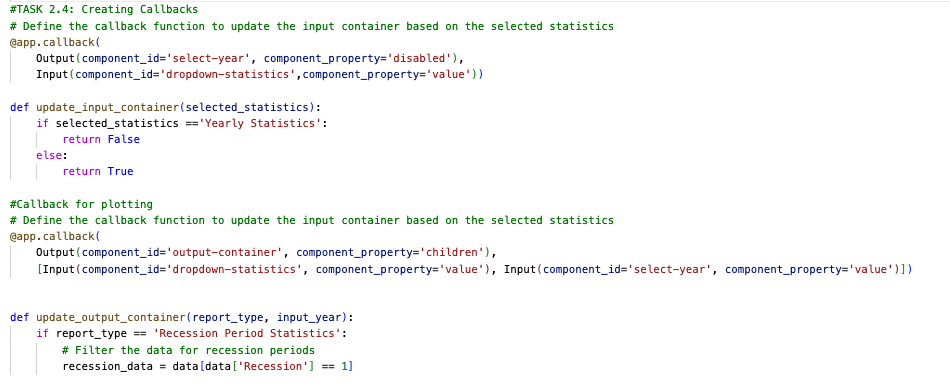 #TASK 2.4: Creating Callbacks
# Define the callback function to update the input container based on the selected statistics
@app.callback(
    Output(component_id='select-year', component_property='disabled'),
    Input(component_id='dropdown-statistics',component_property='value'))

def update_input_container(selected_statistics):
    if selected_statistics =='Yearly Statistics':
        return False
    else:
        return True

#Callback for plotting
# Define the callback function to update the input container based on the selected statistics
@app.callback(
    Output(component_id='output-container', component_property='children'),
    [Input(component_id='dropdown-statistics', component_property='value'), Input(component_id='select-year', component_property='value')])


def update_output_container(report_type, input_year):
    if report_type == 'Recession Period Statistics':
        # Filter the data for recession periods
        recession_data = data[data['Recession'] == 1]